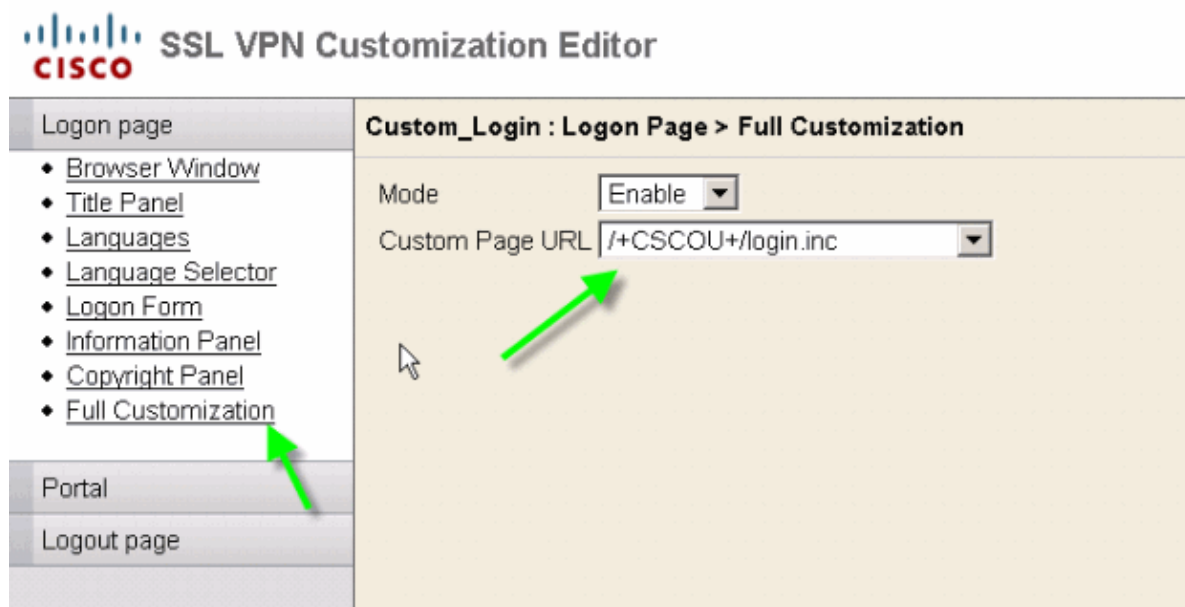 CISCO
SSL VPN Customization Editor
Logon page
Custom_Login : Logon Page > Full Customization
Browser Window
Title Panel
Languages
Language Selector
Logon Form
Information Panel
Copyright Panel
Full Customization
Mode
Enable
Custom Page URL
/+CSCOU+/login.inc
Portal
Logout page